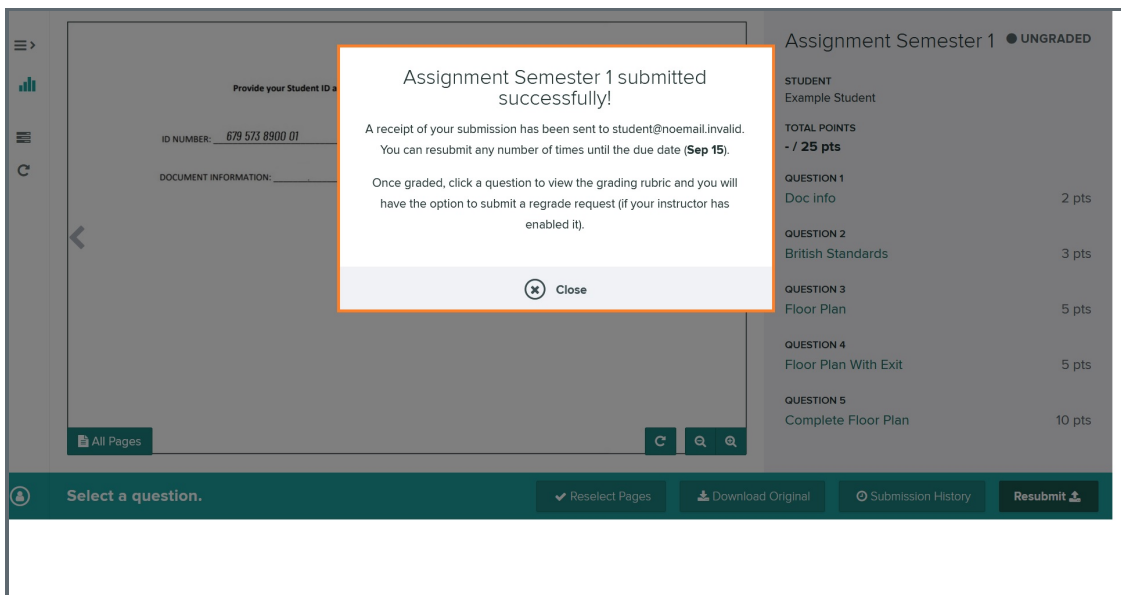 Assignment Semester 1 ● UNGRADED
STUDENT
Example Student
TOTAL POINTS
- / 25 pts
QUESTION 1
Doc info 2 pts
QUESTION 2
British Standards 3 pts
QUESTION 3
Floor Plan 5 pts
QUESTION 4
Floor Plan With Exit 5 pts
QUESTION 5
Complete Floor Plan 10 pts
Provide your Student ID a
ID NUMBER: 679 573 8900 01
DOCUMENT INFORMATION:
Assignment Semester 1 submitted
successfully!
A receipt of your submission has been sent to student@noemail.invalid.
You can resubmit any number of times until the due date (Sep 15).
Once graded, click a question to view the grading rubric and you will
have the option to submit a regrade request (if your instructor has
enabled it).
Close
All Pages
Select a question.
Reselect Pages
Download Original
Submission History
Resubmit